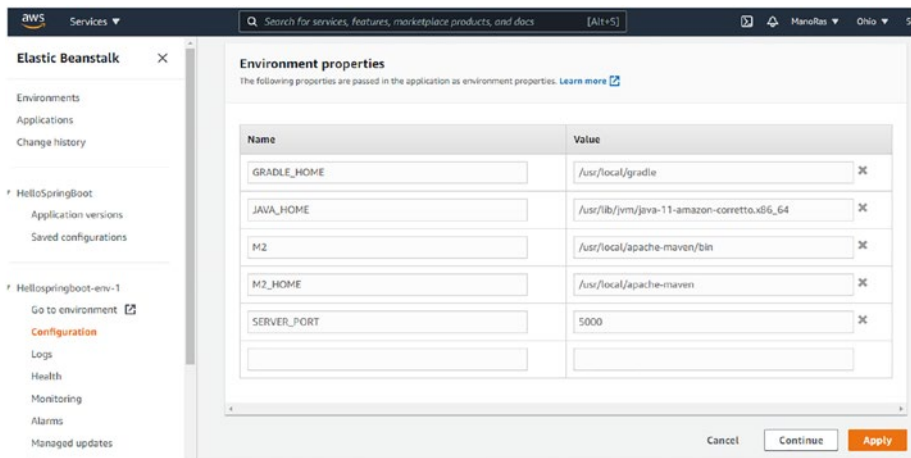 aws Services ▼ Search for services, features, marketplace products, and docs [Alt+S] ManoRas ▼ Ohio ▼ S
Elastic Beanstalk ×
Environments
Applications
Change history
HelloSpringBoot
Application versions
Saved configurations
Hellospringboot-env-1
Go to environment
Configuration
Logs
Health
Monitoring
Alarms
Managed updates
Environment properties
The following properties are passed in the application as environment properties. Learn more
Name Value
GRADLE_HOME /usr/local/gradle
JAVA_HOME /usr/lib/jvm/java-11-amazon-corretto.x86_64
M2 /usr/local/apache-maven/bin
M2_HOME /usr/local/apache-maven
SERVER_PORT 5000
Cancel Continue Apply